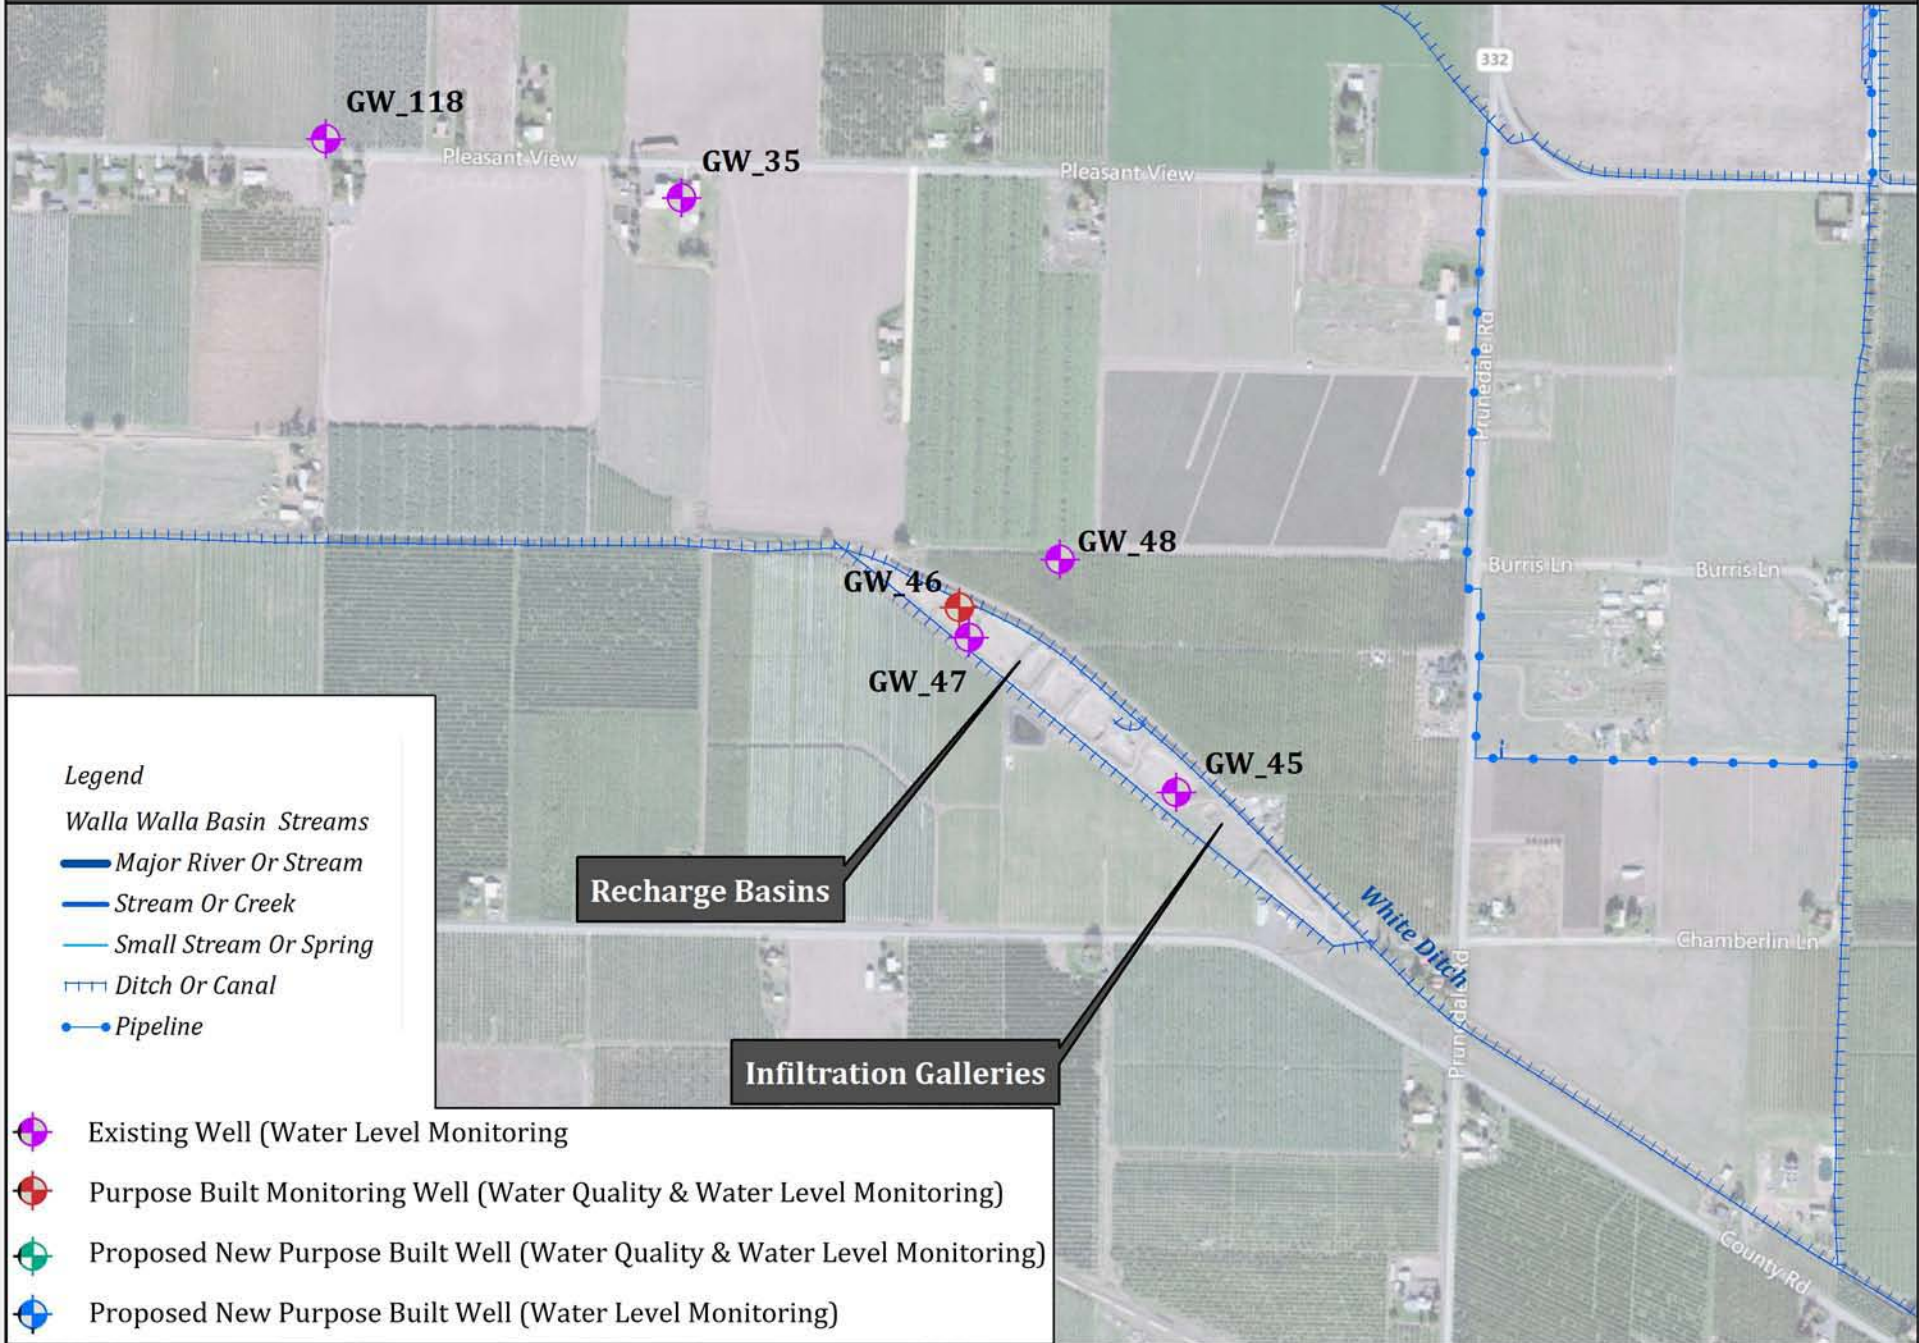 332
GW_118
Pleasant View
GW_35
Pleasant View
Prunedale Rd
GW_48
Burris Ln
Burris Ln
GW_46
GW_47
GW_45
Recharge Basins
White Ditch
Chamberlin Ln
Prunedale Rd
Infiltration Galleries
County Rd
Legend
Walla Walla Basin Streams
Major River Or Stream
Stream Or Creek
Small Stream Or Spring
Ditch Or Canal
Pipeline
Existing Well (Water Level Monitoring
Purpose Built Monitoring Well (Water Quality & Water Level Monitoring)
Proposed New Purpose Built Well (Water Quality & Water Level Monitoring)
Proposed New Purpose Built Well (Water Level Monitoring)